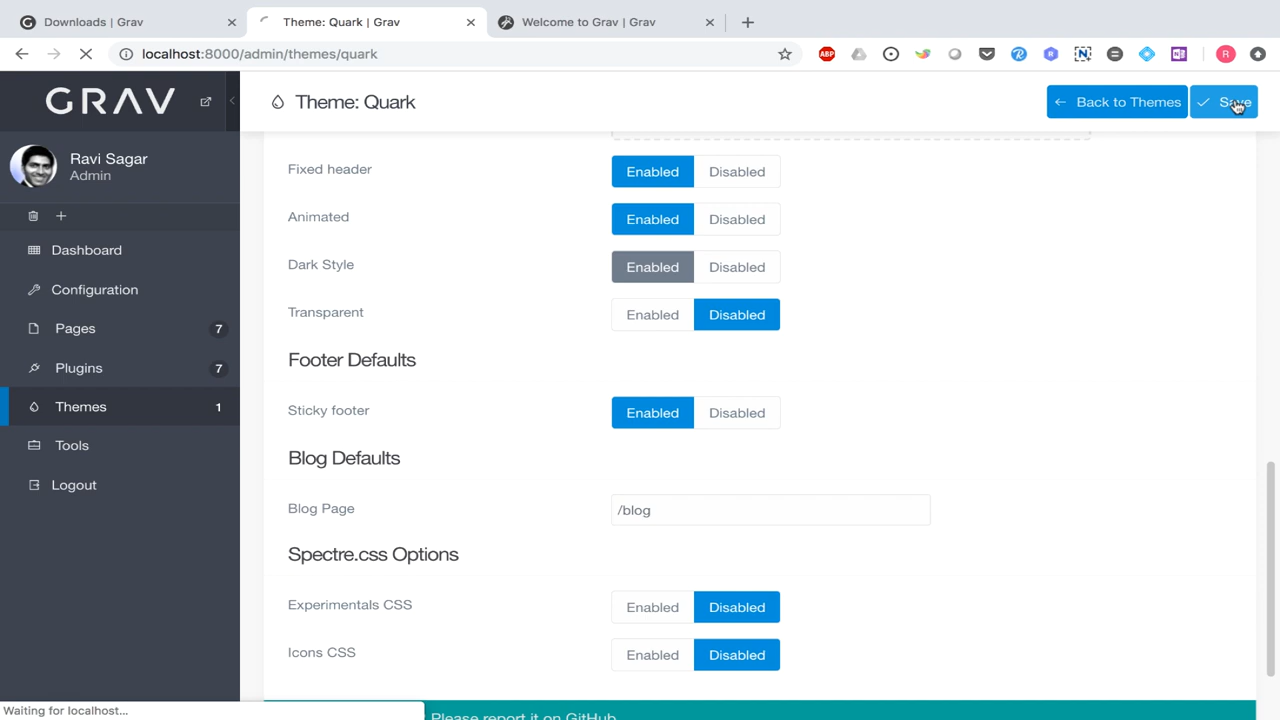 Downloads | Grav
Theme: Quark | Grav
Welcome to Grav | Grav
localhost:8000/admin/themes/quark
ABP
R
GRAV
Theme: Quark
Back to Themes
Save
Ravi Sagar
Admin
Dashboard
Configuration
Pages 7
Plugins 7
Themes 1
Tools
Logout
Fixed header Enabled Disabled
Animated Enabled Disabled
Dark Style Enabled Disabled
Transparent Enabled Disabled
Footer Defaults
Sticky footer Enabled Disabled
Blog Defaults
Blog Page /blog
Spectre.css Options
Experimentals CSS Enabled Disabled
Icons CSS Enabled Disabled
Waiting for localhost...
Please report it on GitHub